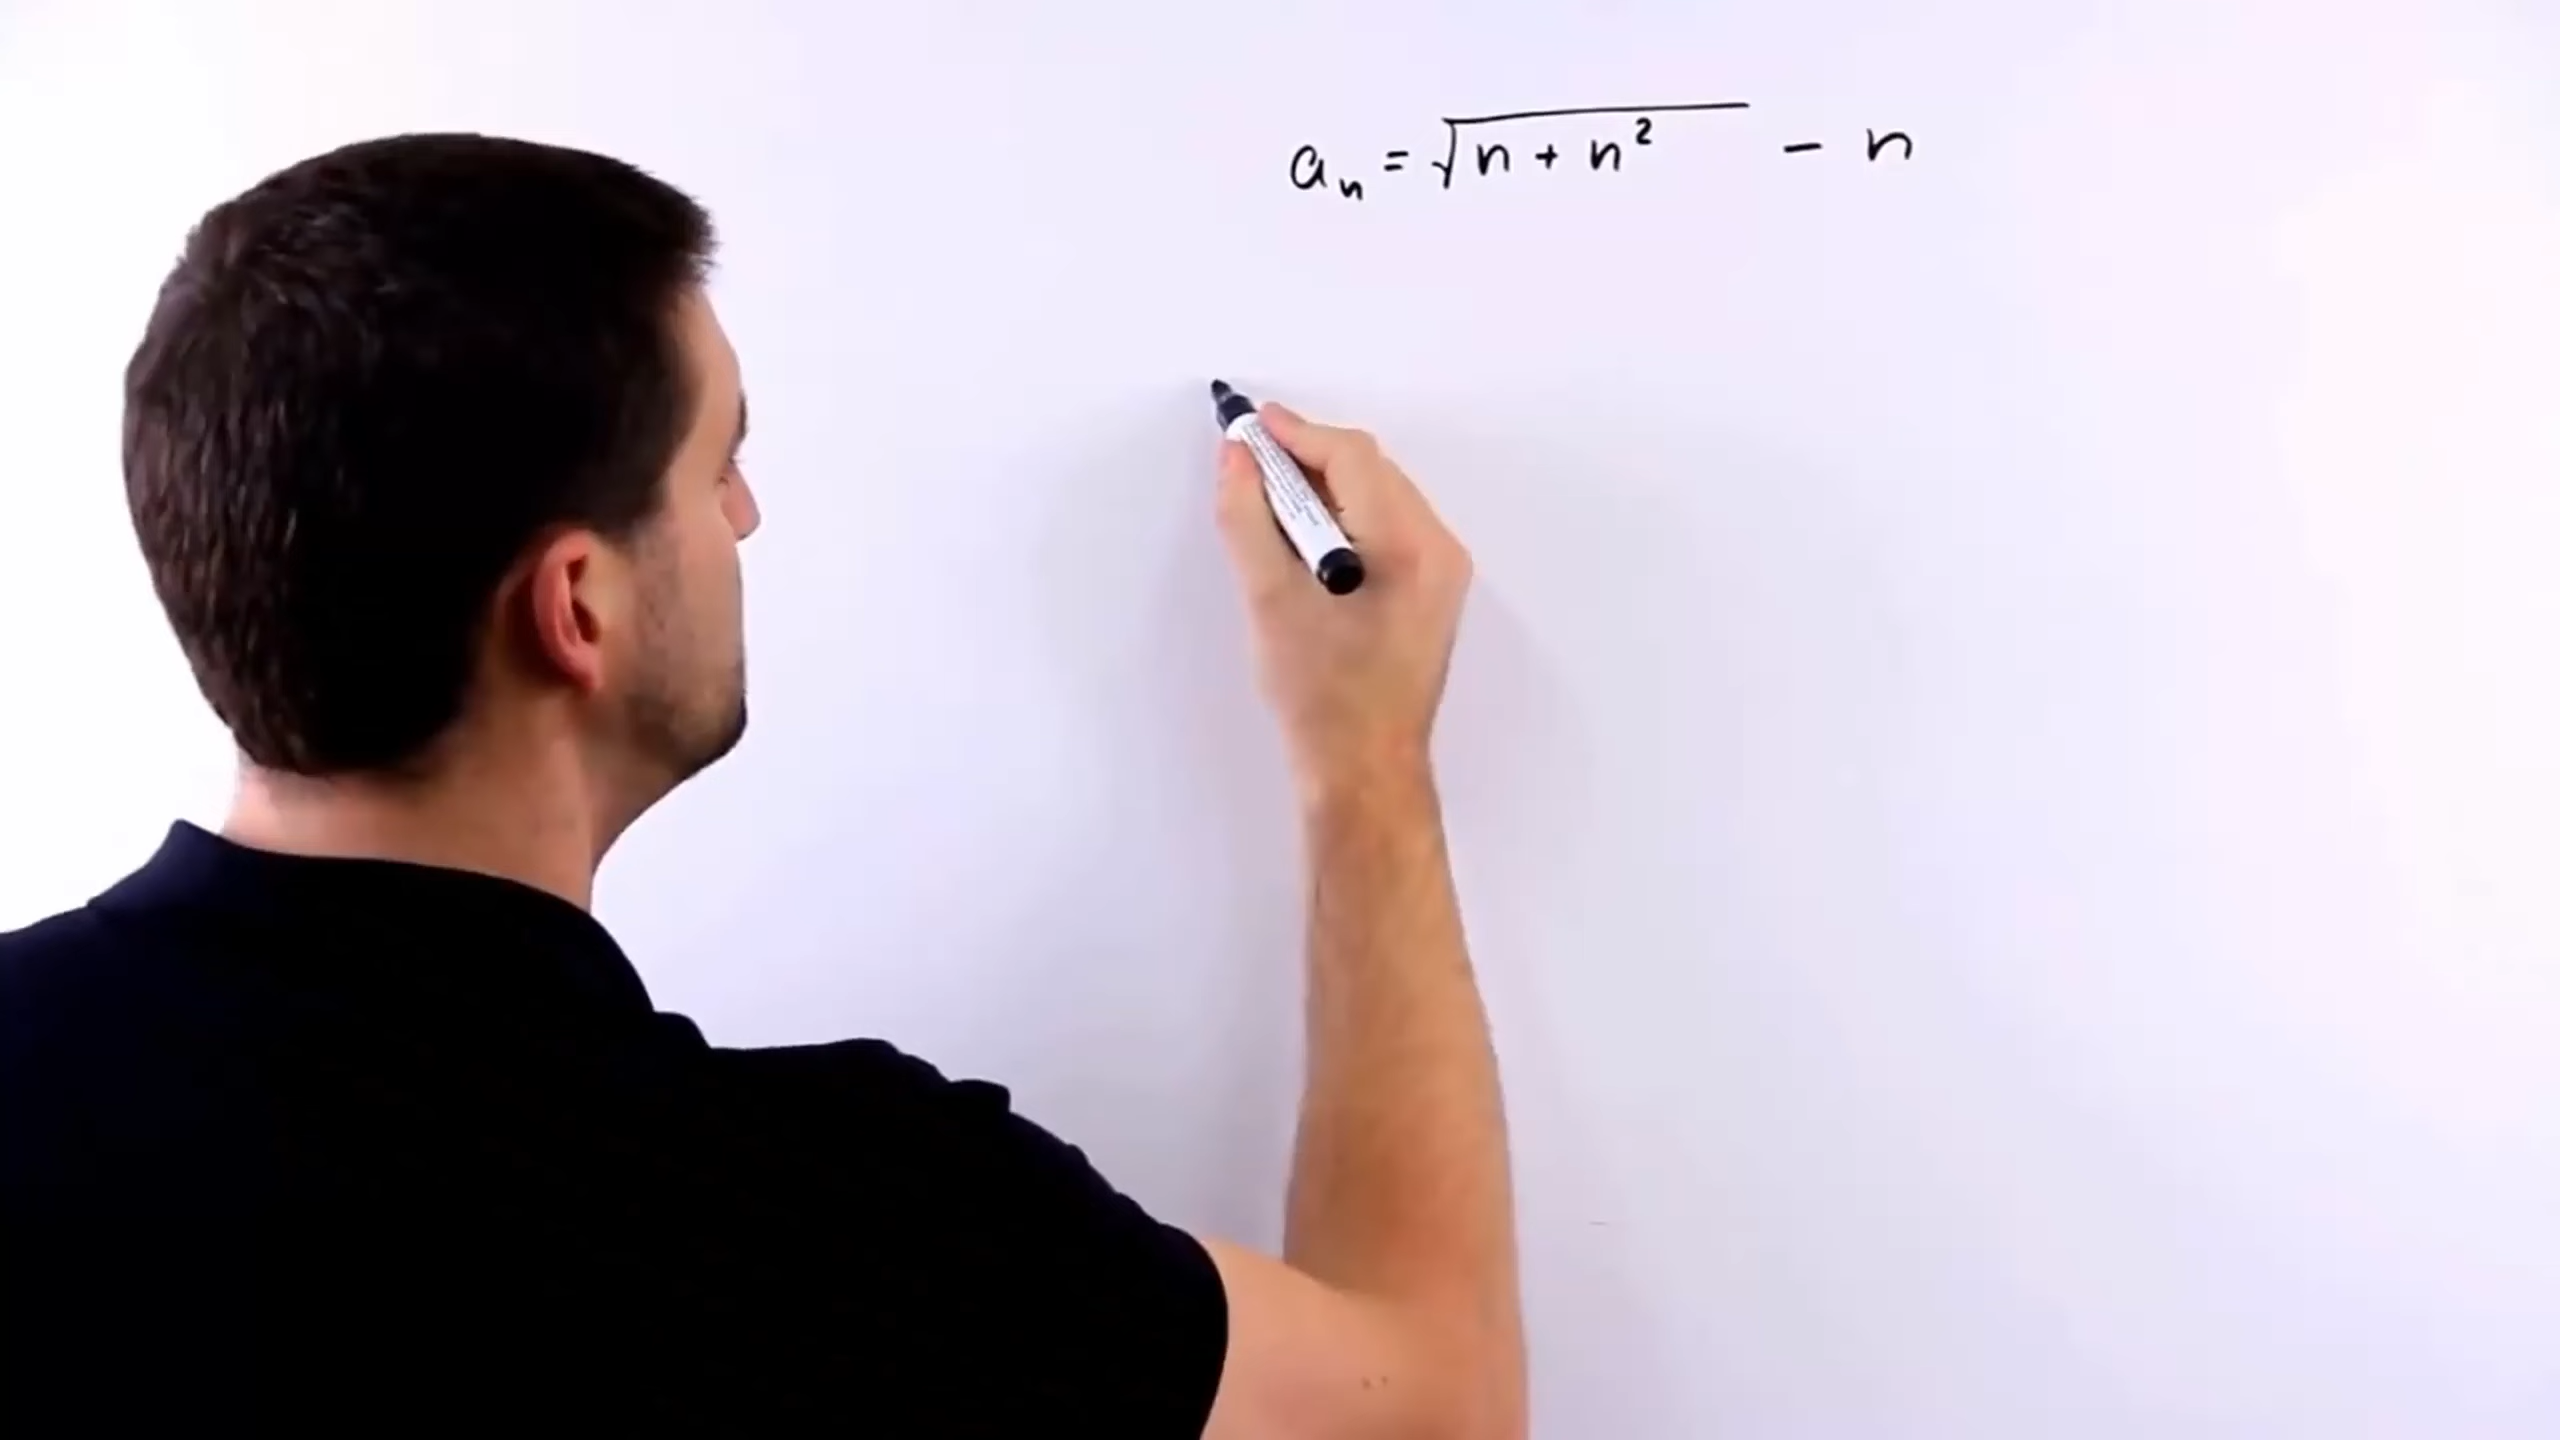 aₙ = √(n + n²) − n